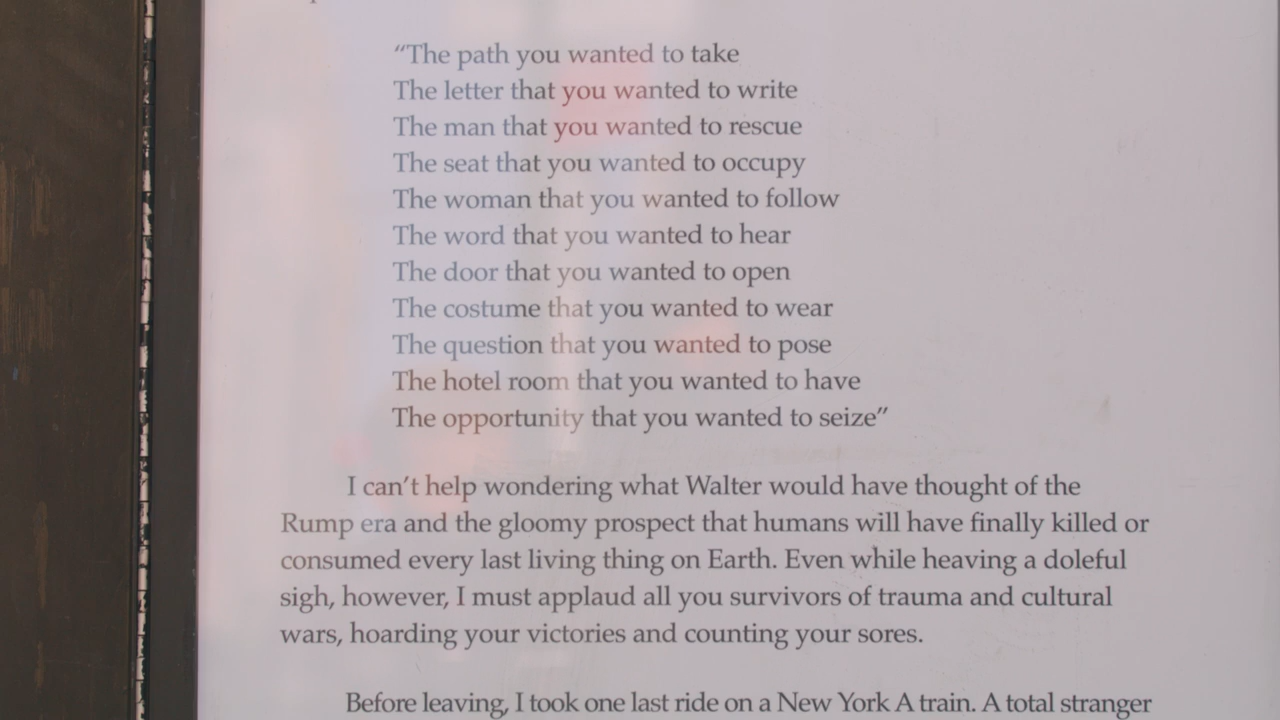 “The path you wanted to take
The letter that you wanted to write
The man that you wanted to rescue
The seat that you wanted to occupy
The woman that you wanted to follow
The word that you wanted to hear
The door that you wanted to open
The costume that you wanted to wear
The question that you wanted to pose
The hotel room that you wanted to have
The opportunity that you wanted to seize”
I can’t help wondering what Walter would have thought of the
Rump era and the gloomy prospect that humans will have finally killed or
consumed every last living thing on Earth. Even while heaving a doleful
sigh, however, I must applaud all you survivors of trauma and cultural
wars, hoarding your victories and counting your sores.
Before leaving, I took one last ride on a New York A train. A total stranger